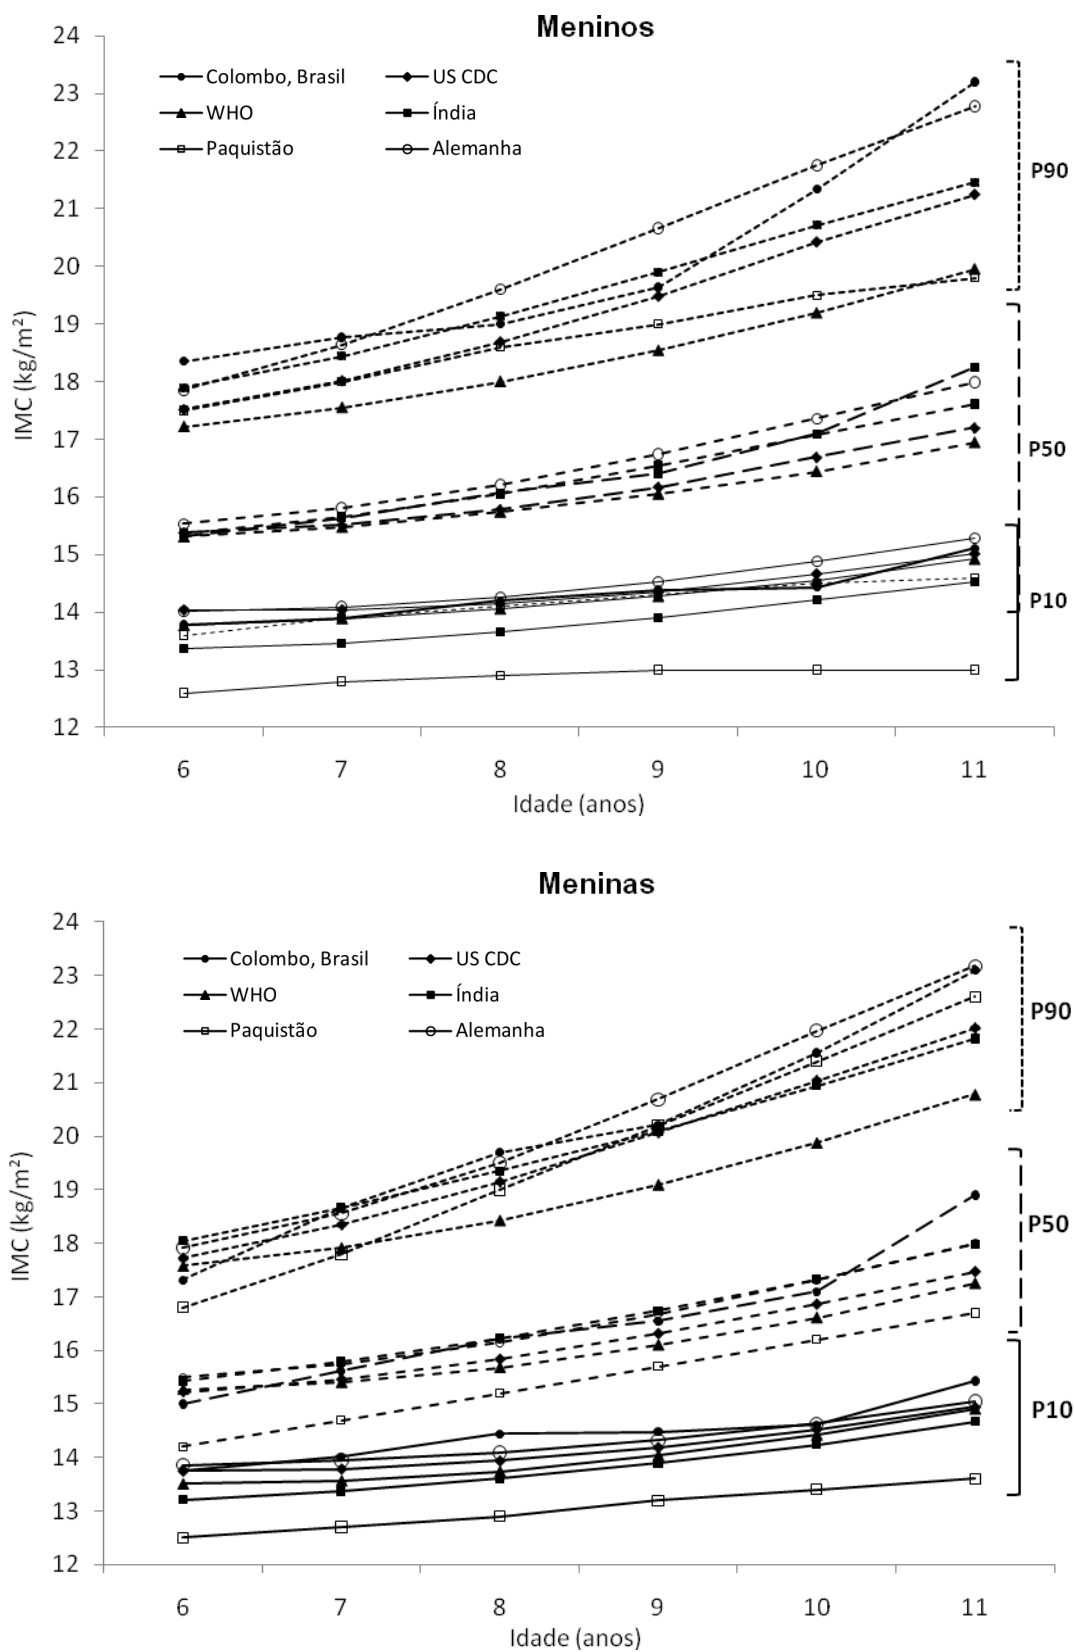 Meninos
24
23
22
21
20
19
18
17
16
15
14
13
12
IMC (kg/m²)
Colombo, Brasil
US CDC
WHO
Índia
Paquistão
Alemanha
P90
P50
P10
6 7 8 9 10 11
Idade (anos)
Meninas
24
23
22
21
20
19
18
17
16
15
14
13
12
IMC (kg/m²)
Colombo, Brasil
US CDC
WHO
Índia
Paquistão
Alemanha
P90
P50
P10
6 7 8 9 10 11
Idade (anos)